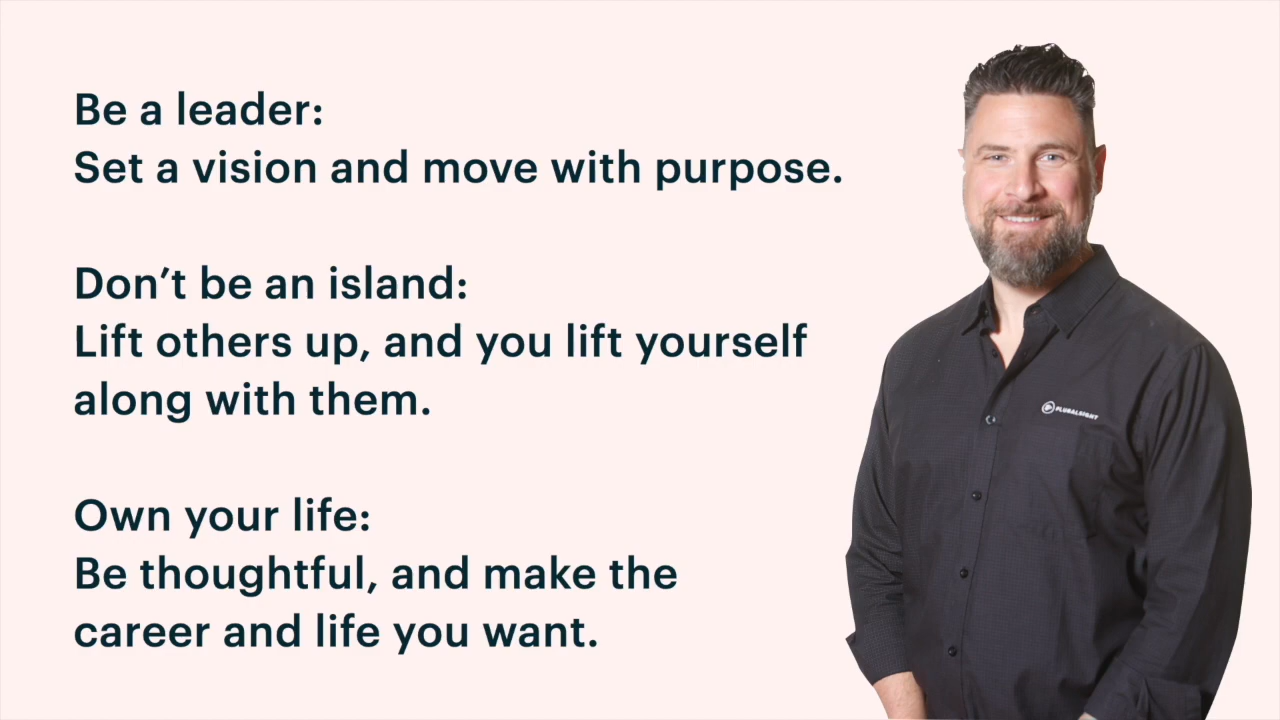 Be a leader:
Set a vision and move with purpose.
Don’t be an island:
Lift others up, and you lift yourself
along with them.
Own your life:
Be thoughtful, and make the
career and life you want.
PLURALSIGHT